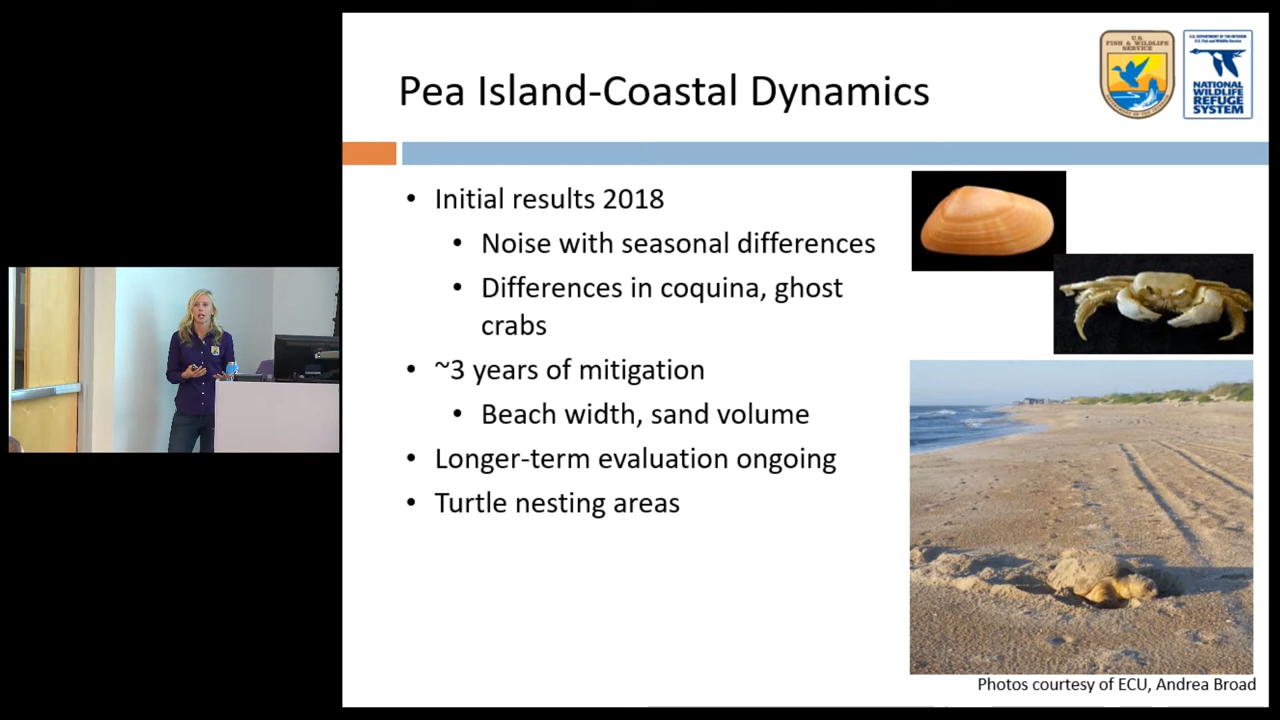 Pea Island-Coastal Dynamics
U.S.
FISH & WILDLIFE
SERVICE
U.S. DEPARTMENT OF THE INTERIOR
U.S. Fish and Wildlife Service
NATIONAL
WILDLIFE
REFUGE
SYSTEM
• Initial results 2018
• Noise with seasonal differences
• Differences in coquina, ghost
crabs
• ~3 years of mitigation
• Beach width, sand volume
• Longer-term evaluation ongoing
• Turtle nesting areas
Photos courtesy of ECU, Andrea Broad